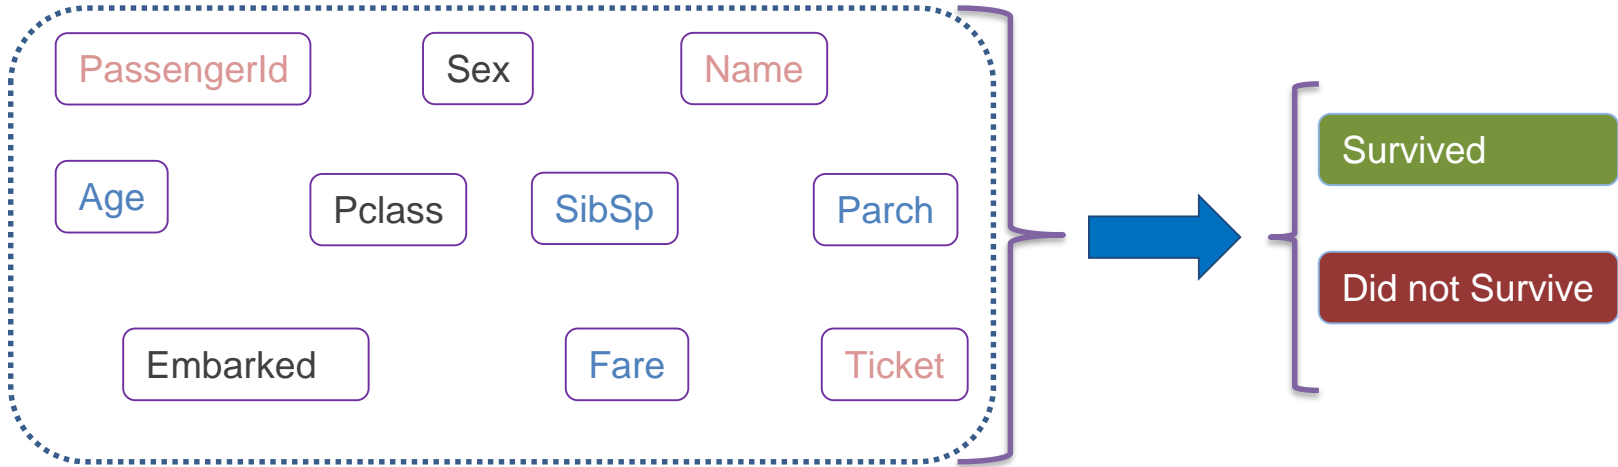 PassengerId
Sex
Name
Age
Pclass
SibSp
Parch
Embarked
Fare
Ticket
Survived
Did not Survive